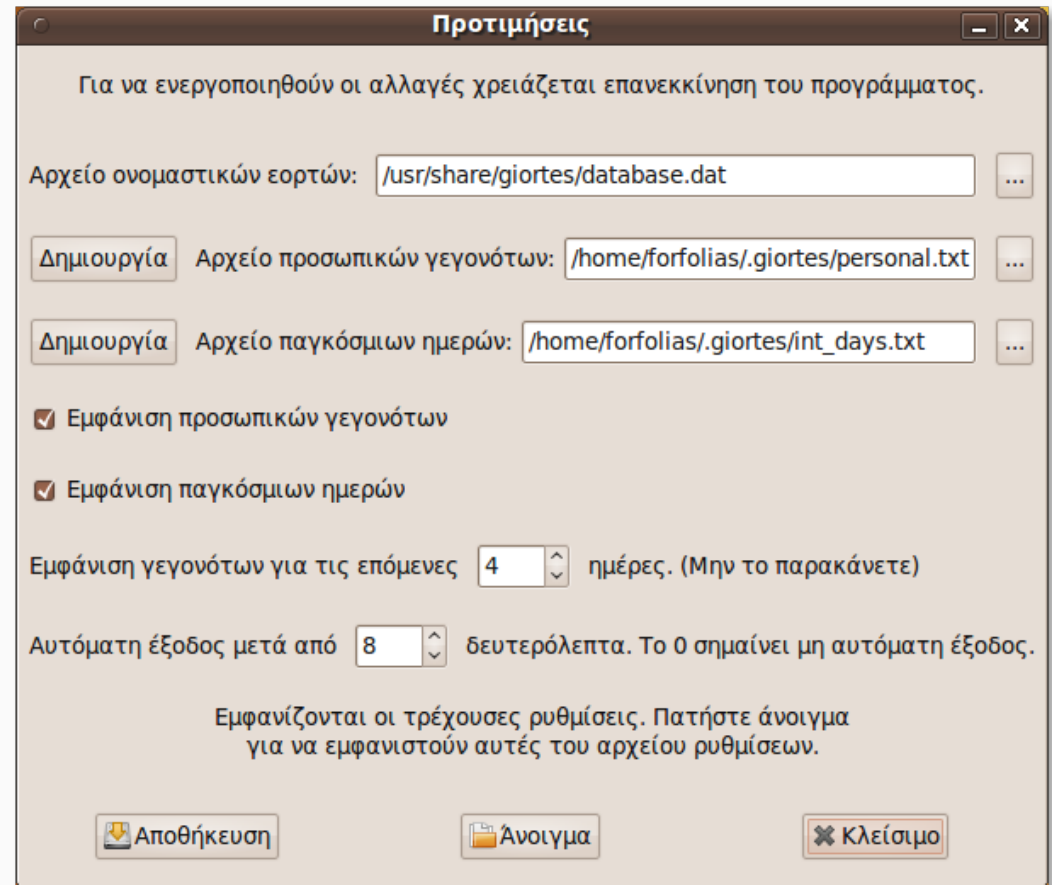 Προτιμήσεις
Για να ενεργοποιηθούν οι αλλαγές χρειάζεται επανεκκίνηση του προγράμματος.
Αρχείο ονομαστικών εορτών: /usr/share/giortes/database.dat ...
Δημιουργία Αρχείο προσωπικών γεγονότων: /home/forfolias/.giortes/personal.txt ...
Δημιουργία Αρχείο παγκόσμιων ημερών: /home/forfolias/.giortes/int_days.txt ...
Εμφάνιση προσωπικών γεγονότων
Εμφάνιση παγκόσμιων ημερών
Εμφάνιση γεγονότων για τις επόμενες 4 ημέρες. (Μην το παρακάνετε)
Αυτόματη έξοδος μετά από 8 δευτερόλεπτα. Το 0 σημαίνει μη αυτόματη έξοδος.
Εμφανίζονται οι τρέχουσες ρυθμίσεις. Πατήστε άνοιγμα
για να εμφανιστούν αυτές του αρχείου ρυθμίσεων.
Αποθήκευση Άνοιγμα Κλείσιμο